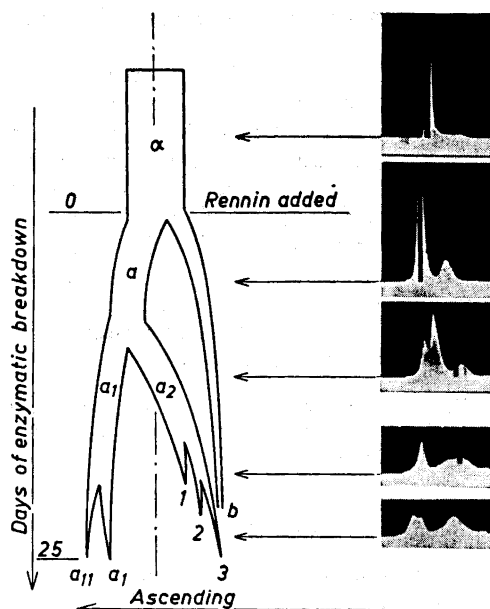 α
0
Rennin added
a
a1
a2
1
2
b
3
25
a11
a1
Days of enzymatic breakdown
Ascending